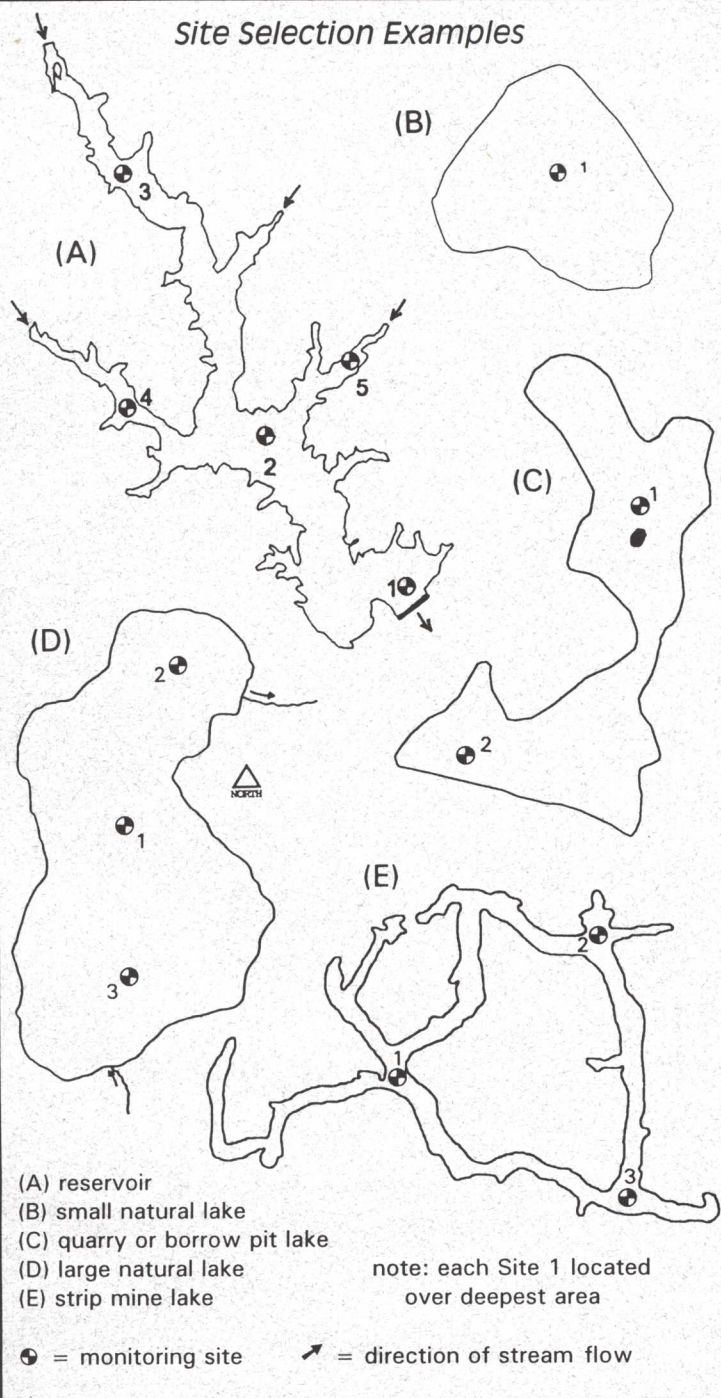 Site Selection Examples
(B)
1
3
(A)
4
5
2
(C)
1
1
(D)
2
2
NORTH
1
(E)
2
3
1
3
(A) reservoir
(B) small natural lake
(C) quarry or borrow pit lake
(D) large natural lake
(E) strip mine lake
note: each Site 1 located
over deepest area
= monitoring site
= direction of stream flow